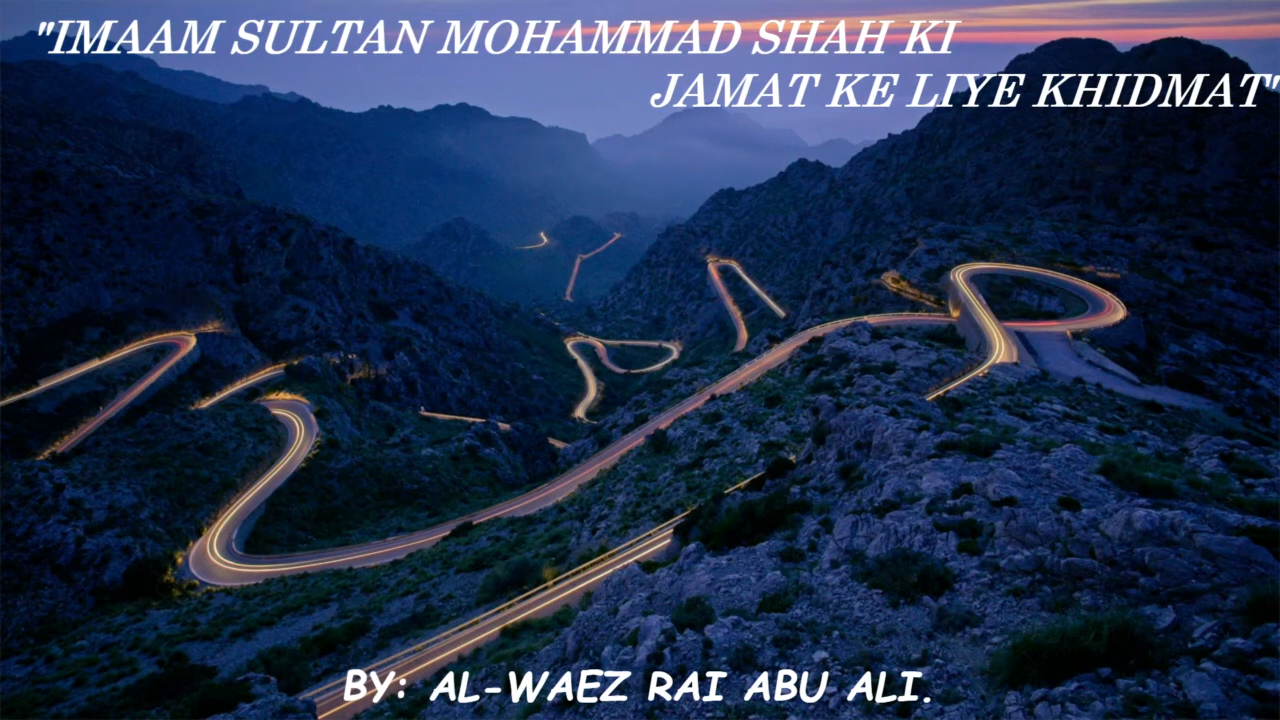 "IMAAM SULTAN MOHAMMAD SHAH KI
JAMAT KE LIYE KHIDMAT"
BY: AL-WAEZ RAI ABU ALI.